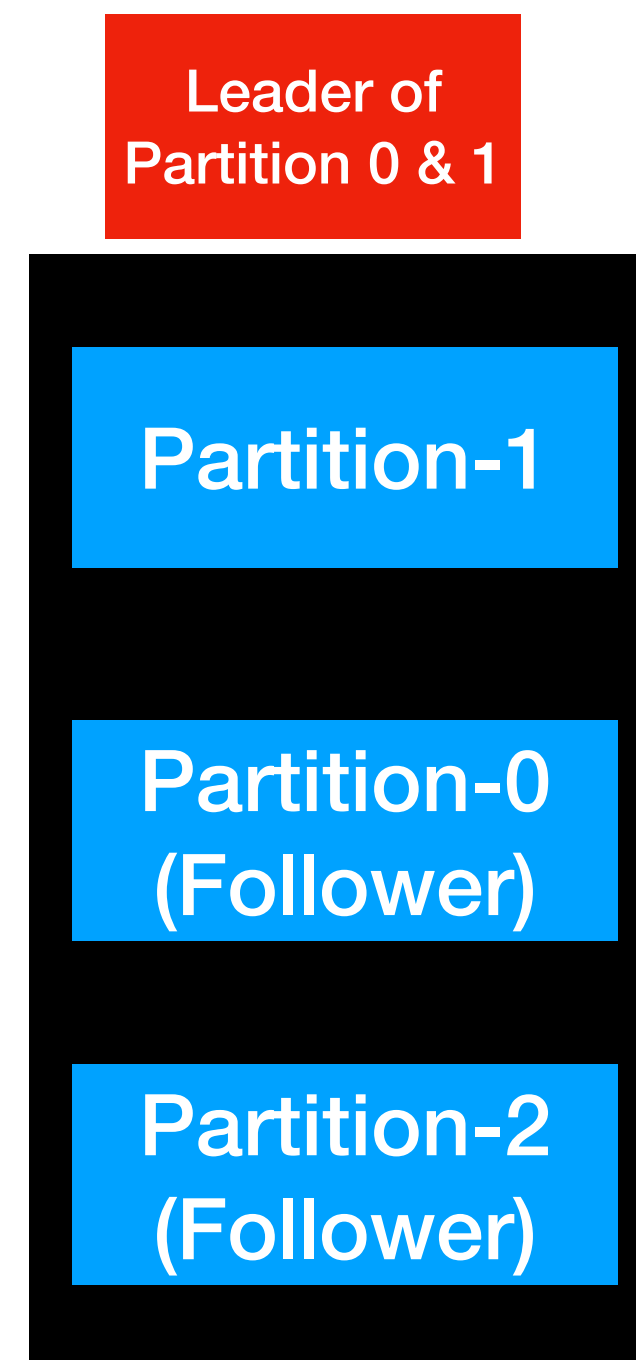 Leader of
Partition 0 & 1
Partition-1
Partition-0
(Follower)
Partition-2
(Follower)